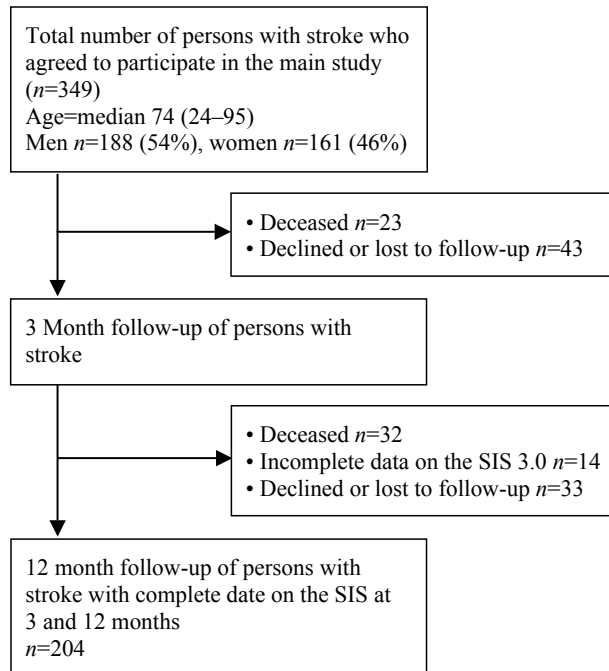 Total number of persons with stroke who
agreed to participate in the main study
(n=349)
Age=median 74 (24–95)
Men n=188 (54%), women n=161 (46%)
• Deceased n=23
• Declined or lost to follow-up n=43
3 Month follow-up of persons with
stroke
• Deceased n=32
• Incomplete data on the SIS 3.0 n=14
• Declined or lost to follow-up n=33
12 month follow-up of persons with
stroke with complete date on the SIS at
3 and 12 months
n=204